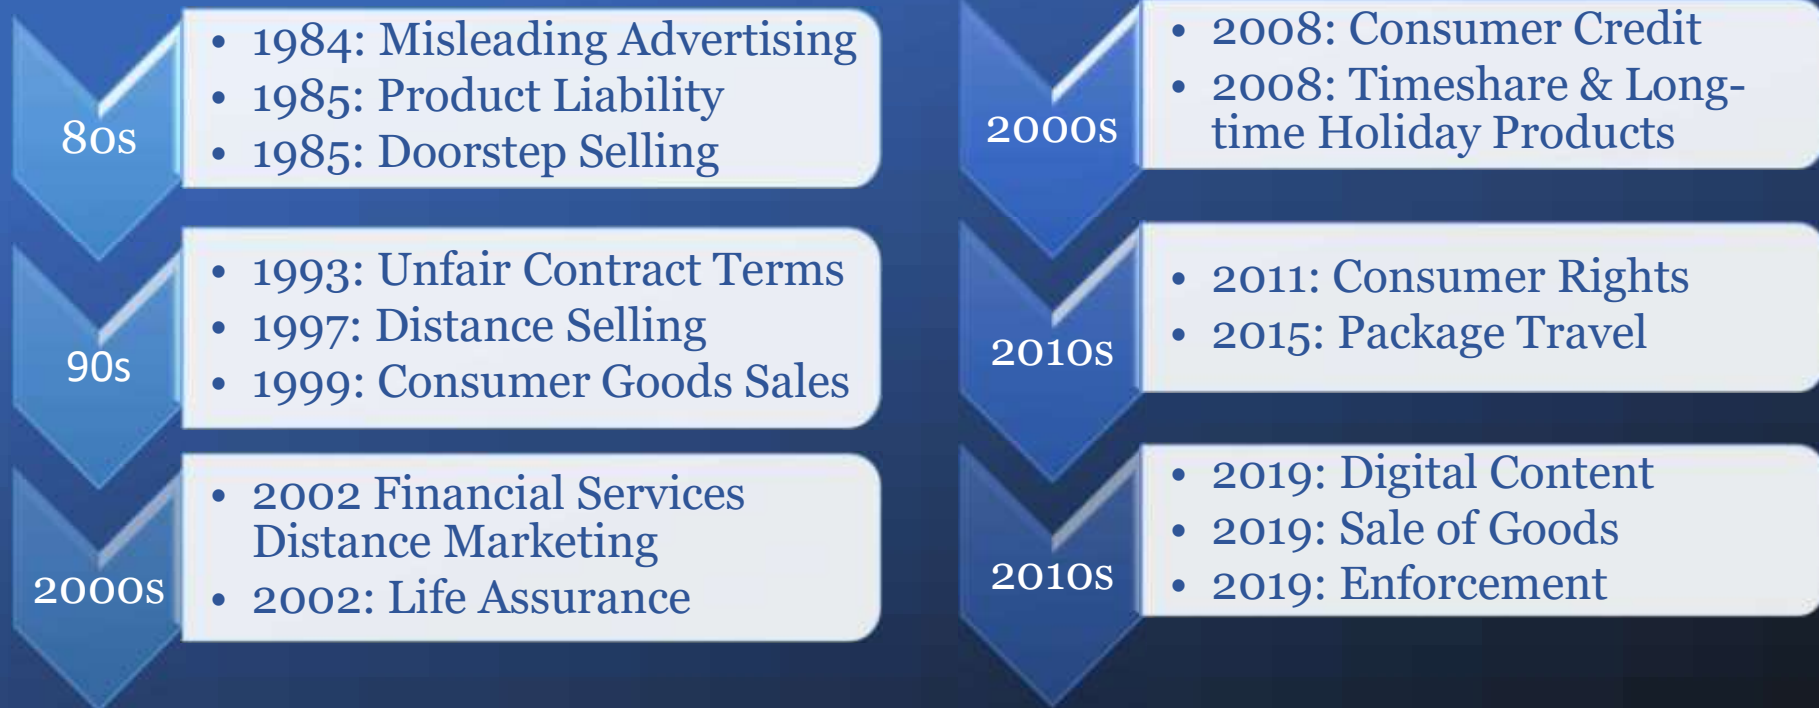 80s
• 1984: Misleading Advertising
• 1985: Product Liability
• 1985: Doorstep Selling
90s
• 1993: Unfair Contract Terms
• 1997: Distance Selling
• 1999: Consumer Goods Sales
2000s
• 2002 Financial Services
Distance Marketing
• 2002: Life Assurance
2000s
• 2008: Consumer Credit
• 2008: Timeshare & Long-
time Holiday Products
2010s
• 2011: Consumer Rights
• 2015: Package Travel
2010s
• 2019: Digital Content
• 2019: Sale of Goods
• 2019: Enforcement